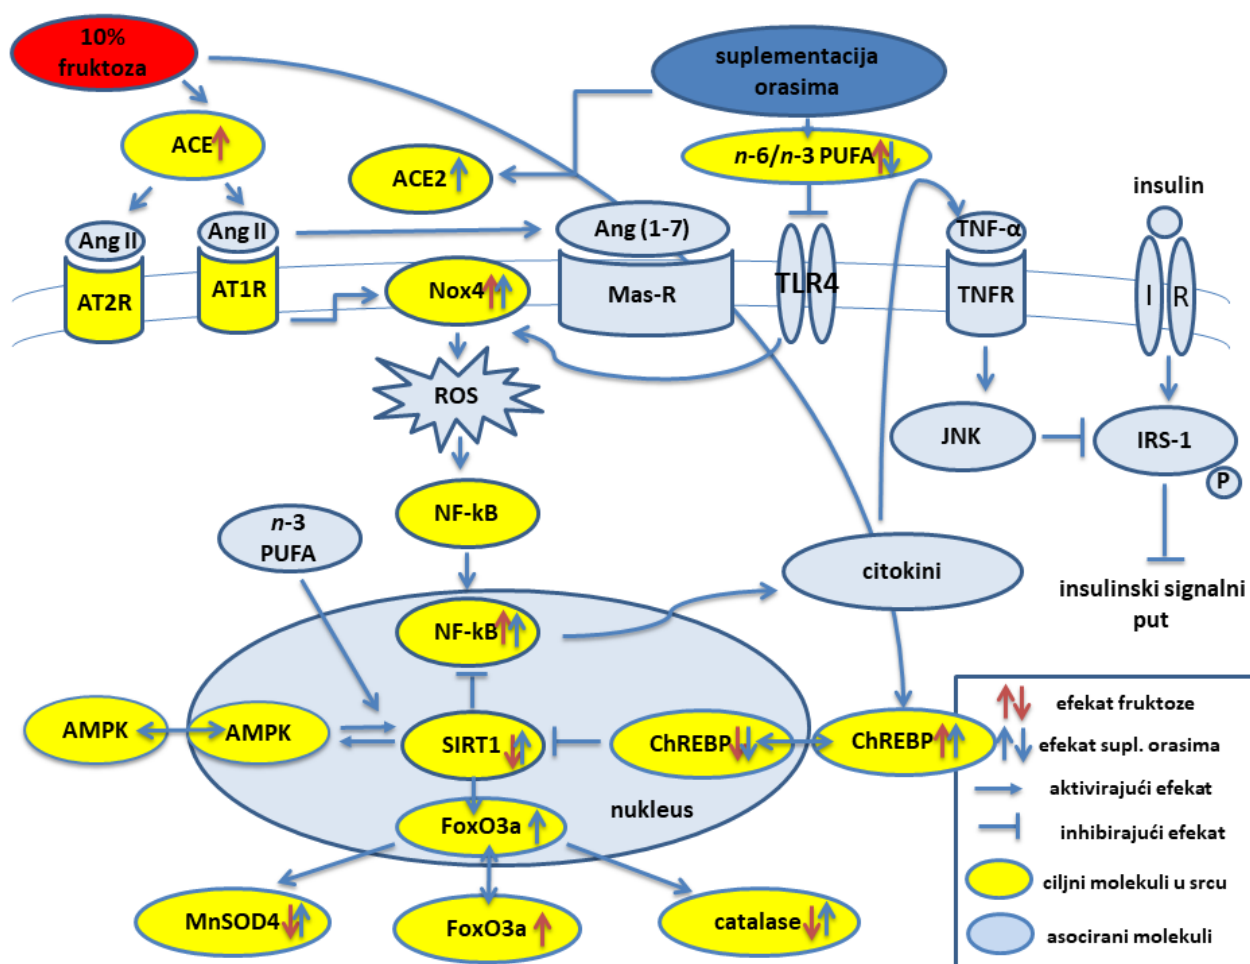 10%
fruktoza
suplementacija
orasima
ACE
ACE2
n-6/n-3 PUFA
insulin
Ang II
Ang II
Ang (1-7)
TNF-α
AT2R
AT1R
Nox4
Mas-R
TLR4
TNFR
I
R
ROS
JNK
IRS-1
P
NF-kB
n-3
PUFA
citokini
insulinski signalni
put
NF-kB
AMPK
AMPK
SIRT1
ChREBP
ChREBP
nukleus
FoxO3a
MnSOD4
FoxO3a
catalase
efekat fruktoze
efekat supl. orasima
aktivirajući efekat
inhibirajući efekat
ciljni molekuli u srcu
asocirani molekuli